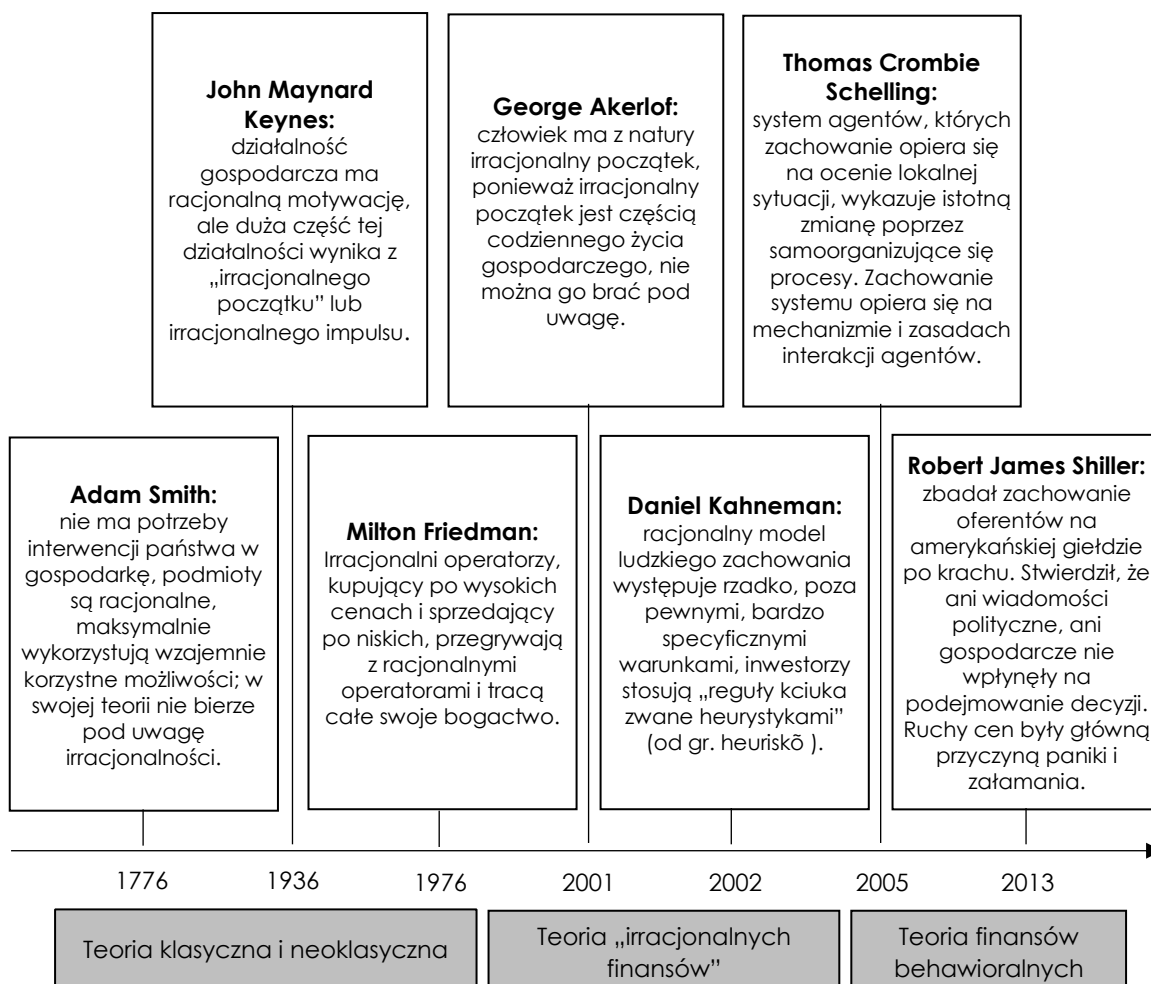 John Maynard
Keynes:
działalność
gospodarcza ma
racjonalną motywację,
ale duża część tej
działalności wynika z
„irracjonalnego
początku” lub
irracjonalnego impulsu.
George Akerlof:
człowiek ma z natury
irracjonalny początek,
ponieważ irracjonalny
początek jest częścią
codziennego życia
gospodarczego, nie
można go brać pod
uwagę.
Thomas Crombie
Schelling:
system agentów, których
zachowanie opiera się
na ocenie lokalnej
sytuacji, wykazuje istotną
zmianę poprzez
samoorganizujące się
procesy. Zachowanie
systemu opiera się na
mechanizmie i zasadach
interakcji agentów.
Adam Smith:
nie ma potrzeby
interwencji państwa w
gospodarkę, podmioty
są racjonalne,
maksymalnie
wykorzystują wzajemnie
korzystne możliwości; w
swojej teorii nie bierze
pod uwagę
irracjonalności.
Milton Friedman:
Irracjonalni operatorzy,
kupujący po wysokich
cenach i sprzedający
po niskich, przegrywają
z racjonalnymi
operatorami i tracą
całe swoje bogactwo.
Daniel Kahneman:
racjonalny model
ludzkiego zachowania
występuje rzadko, poza
pewnymi, bardzo
specyficznymi
warunkami, inwestorzy
stosują „reguły kciuka
zwane heurystykami”
(od gr. heuriskō ).
Robert James Shiller:
zbadał zachowanie
oferentów na
amerykańskiej giełdzie
po krachu. Stwierdził, że
ani wiadomości
polityczne, ani
gospodarcze nie
wpłynęły na
podejmowanie decyzji.
Ruchy cen były główną
przyczyną paniki i
załamania.
1776 1936 1976 2001 2002 2005 2013
Teoria klasyczna i neoklasyczna
Teoria „irracjonalnych
finansów”
Teoria finansów
behawioralnych